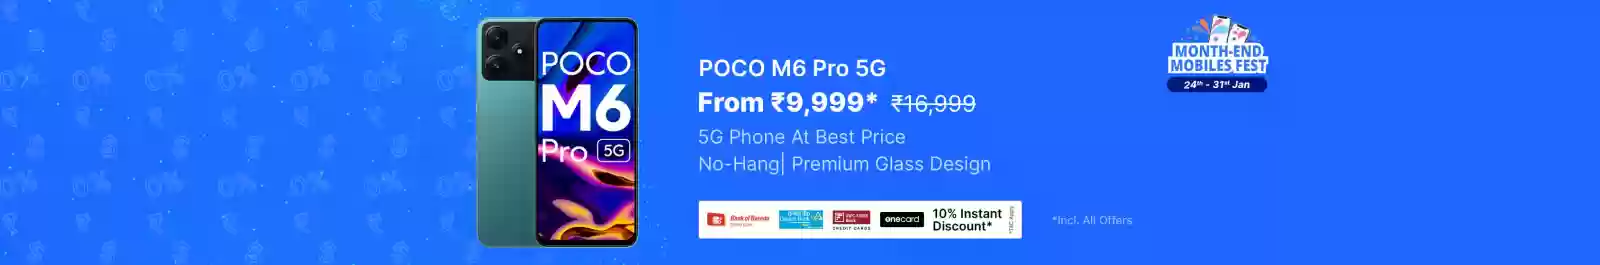 POCO
M6
Pro 5G
POCO M6 Pro 5G
From ₹9,999* ₹16,999
5G Phone At Best Price
No-Hang| Premium Glass Design
Bank of Baroda
onecard
10% Instant
Discount*
CREDIT CARDS
*T&C Apply
*Incl. All Offers
MONTH-END
MOBILES FEST
24th - 31st Jan